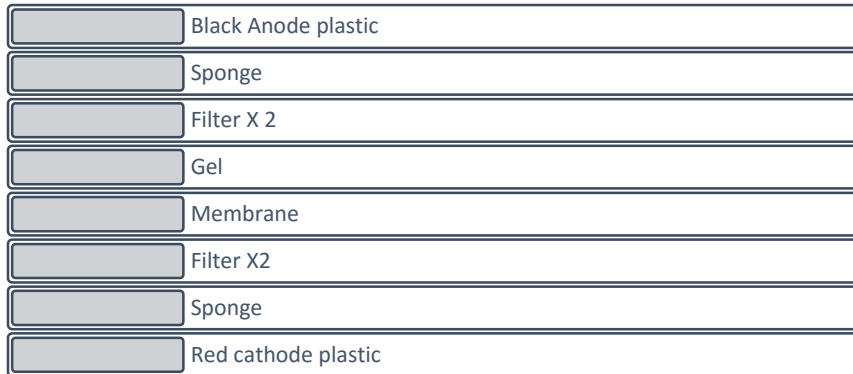 Black Anode plastic
Sponge
Filter X 2
Gel
Membrane
Filter X2
Sponge
Red cathode plastic